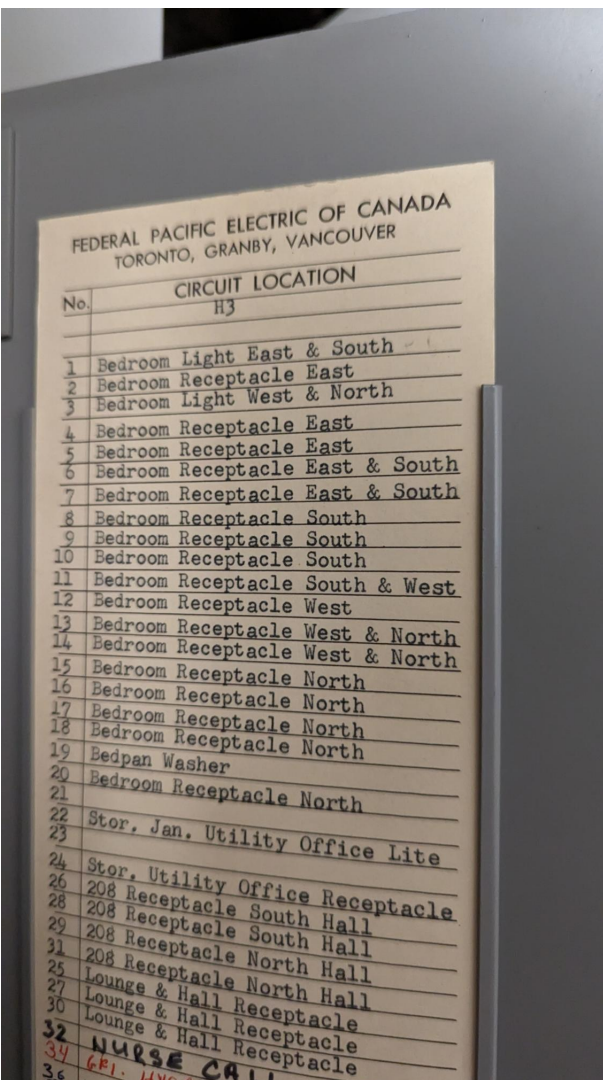 FEDERAL PACIFIC ELECTRIC OF CANADA
TORONTO, GRANBY, VANCOUVER
No. CIRCUIT LOCATION
H3
1 Bedroom Light East & South
2 Bedroom Receptacle East
3 Bedroom Light West & North
4 Bedroom Receptacle East
5 Bedroom Receptacle East
6 Bedroom Receptacle East & South
7 Bedroom Receptacle East & South
8 Bedroom Receptacle South
9 Bedroom Receptacle South
10 Bedroom Receptacle South
11 Bedroom Receptacle South & West
12 Bedroom Receptacle West
13 Bedroom Receptacle West & North
14 Bedroom Receptacle West & North
15 Bedroom Receptacle North
16 Bedroom Receptacle North
17 Bedroom Receptacle North
18 Bedroom Receptacle North
19 Bedpan Washer
20 Bedroom Receptacle North
21
22 Stor. Jan. Utility Office Lite
23
24 Stor. Utility Office Receptacle
26 208 Receptacle South Hall
28 208 Receptacle South Hall
29 208 Receptacle North Hall
31 208 Receptacle North Hall
25 Lounge & Hall Receptacle
27 Lounge & Hall Receptacle
30 Lounge & Hall Receptacle
32 NURSE CALL
34 GFI.
36